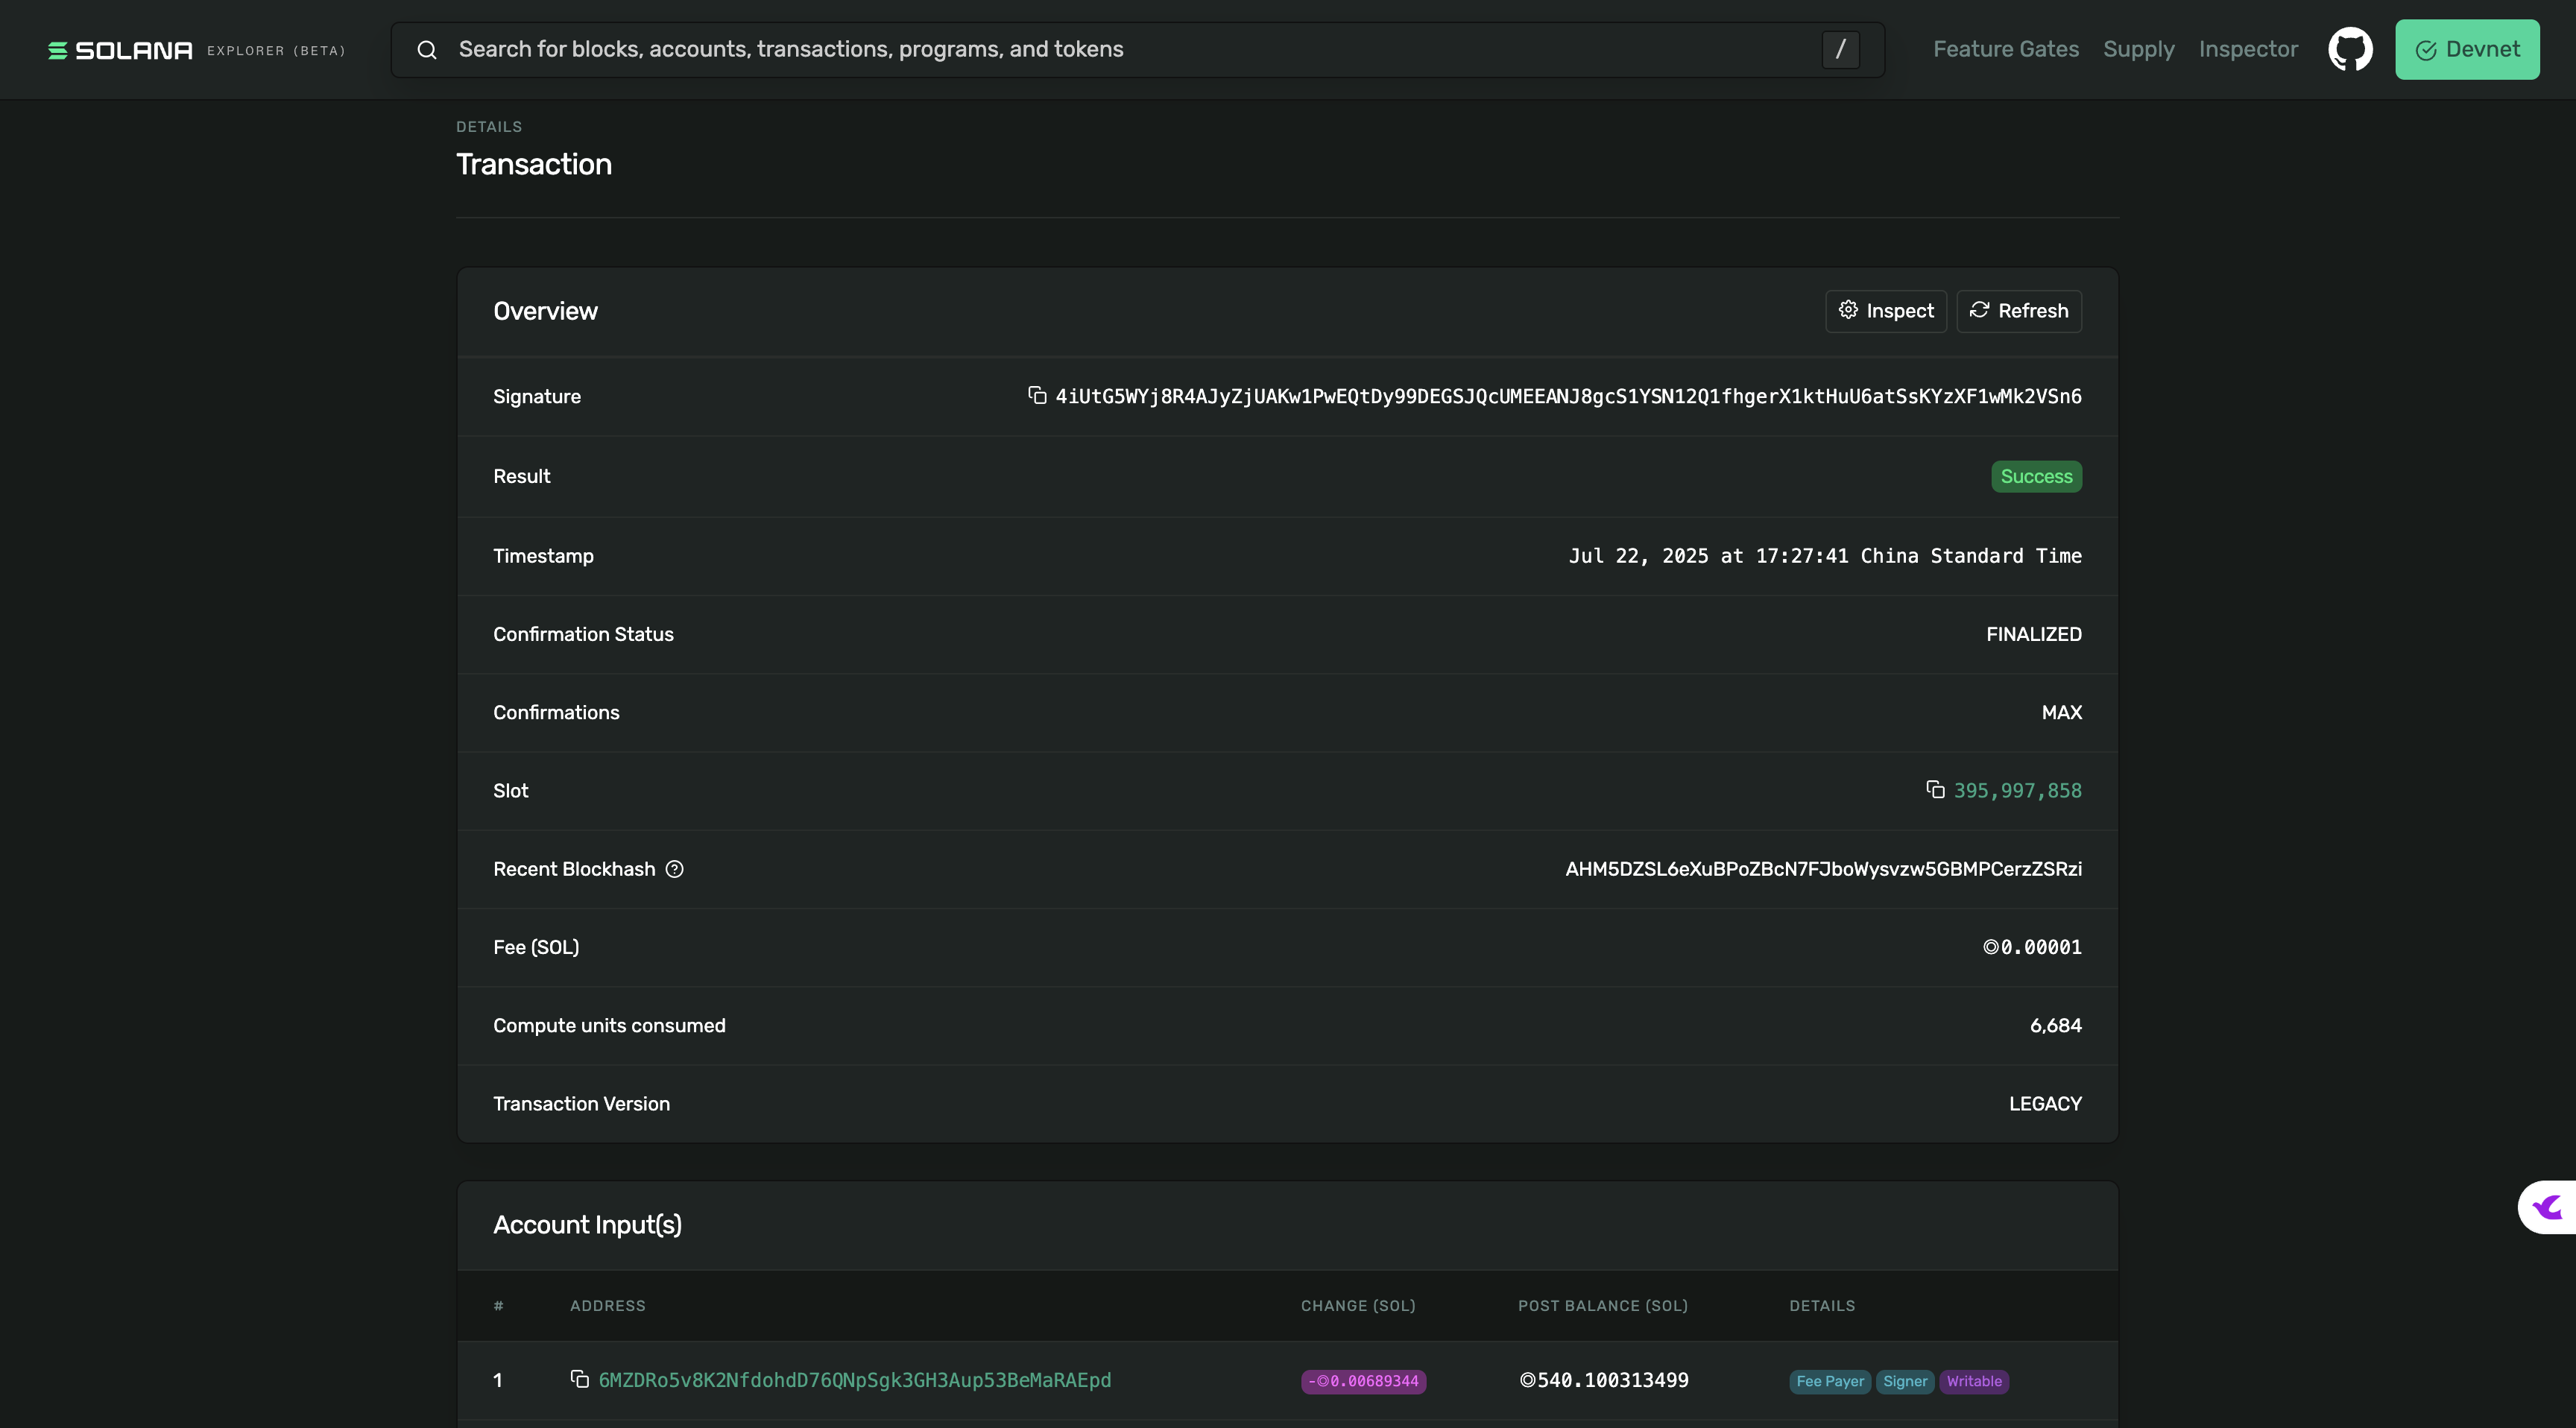 SOLANA EXPLORER (BETA)
Search for blocks, accounts, transactions, programs, and tokens /
Feature Gates Supply Inspector Devnet
DETAILS
Transaction
Overview Inspect Refresh
Signature 4iUtG5WYj8R4AJyZjUAKw1PwEQtDy99DEGSJQcUMEEANJ8gcS1YSN12Q1fhgerX1ktHuU6atSsKYzXF1wMk2VSn6
Result Success
Timestamp Jul 22, 2025 at 17:27:41 China Standard Time
Confirmation Status FINALIZED
Confirmations MAX
Slot 395,997,858
Recent Blockhash AHM5DZSL6eXuBPoZBcN7FJboWysvzw5GBMPCerzZSRzi
Fee (SOL) ◎0.00001
Compute units consumed 6,684
Transaction Version LEGACY
Account Input(s)
# ADDRESS CHANGE (SOL) POST BALANCE (SOL) DETAILS
1 6MZDRo5v8K2NfdohdD76QNpSgk3GH3Aup53BeMaRAEpd -◎0.00689344 ◎540.100313499 Fee Payer Signer Writable